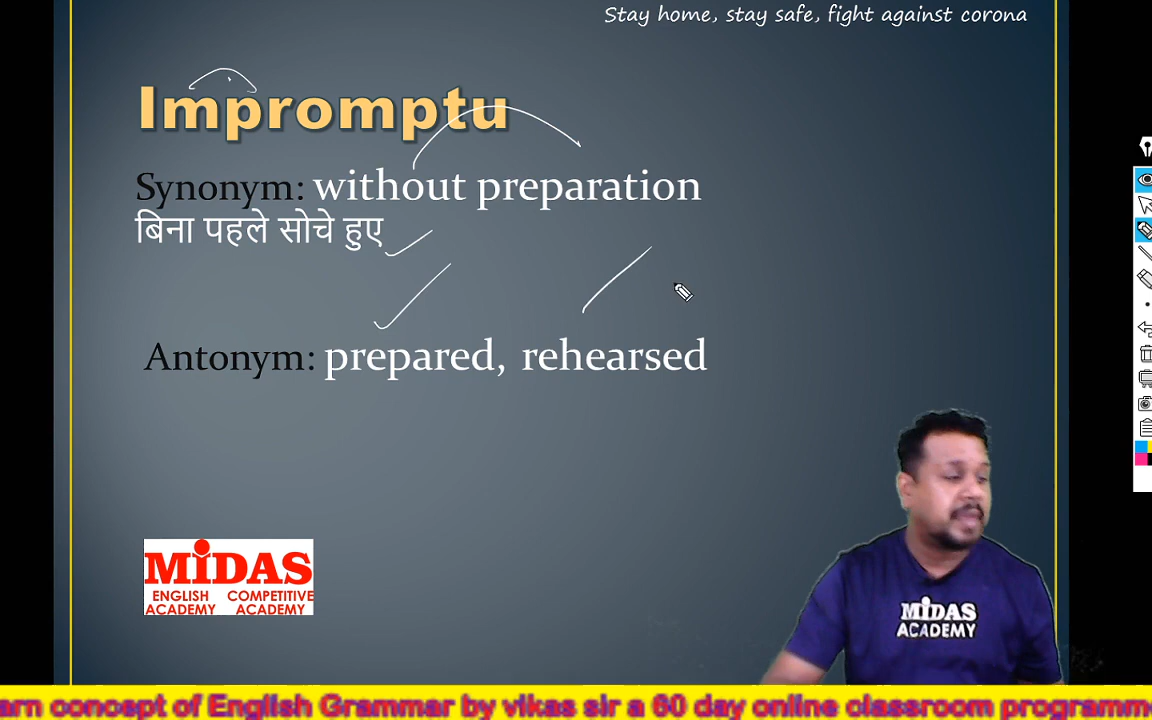 Stay home, stay safe, fight against corona
Impromptu
Synonym: without preparation
बिना पहले सोचे हुए
Antonym: prepared, rehearsed
MiDAS
ENGLISH COMPETITIVE
ACADEMY ACADEMY
MiDAS
ACADEMY
arn concept of English Grammar by vikas sir a 60 day online classroom programm